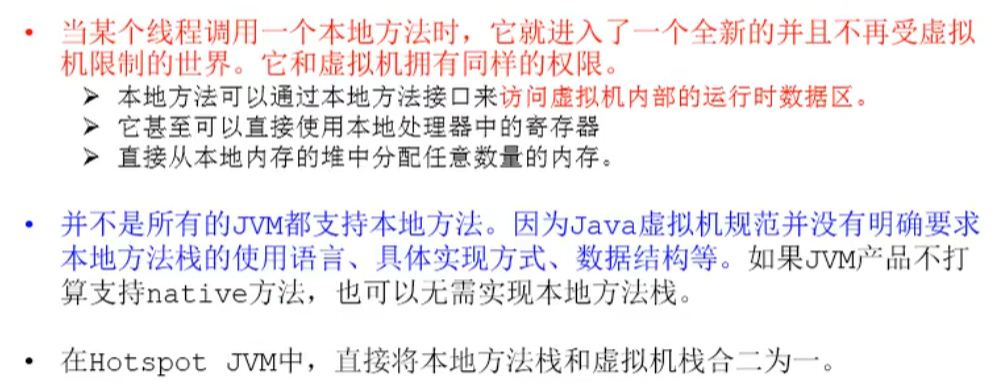 • 当某个线程调用一个本地方法时，它就进入了一个全新的并且不再受虚拟
机限制的世界。它和虚拟机拥有同样的权限。
➢ 本地方法可以通过本地方法接口来访问虚拟机内部的运行时数据区。
➢ 它甚至可以直接使用本地处理器中的寄存器
➢ 直接从本地内存的堆中分配任意数量的内存。
• 并不是所有的JVM都支持本地方法。因为Java虚拟机规范并没有明确要求
本地方法栈的使用语言、具体实现方式、数据结构等。如果JVM产品不打
算支持native方法，也可以无需实现本地方法栈。
• 在Hotspot JVM中，直接将本地方法栈和虚拟机栈合二为一。